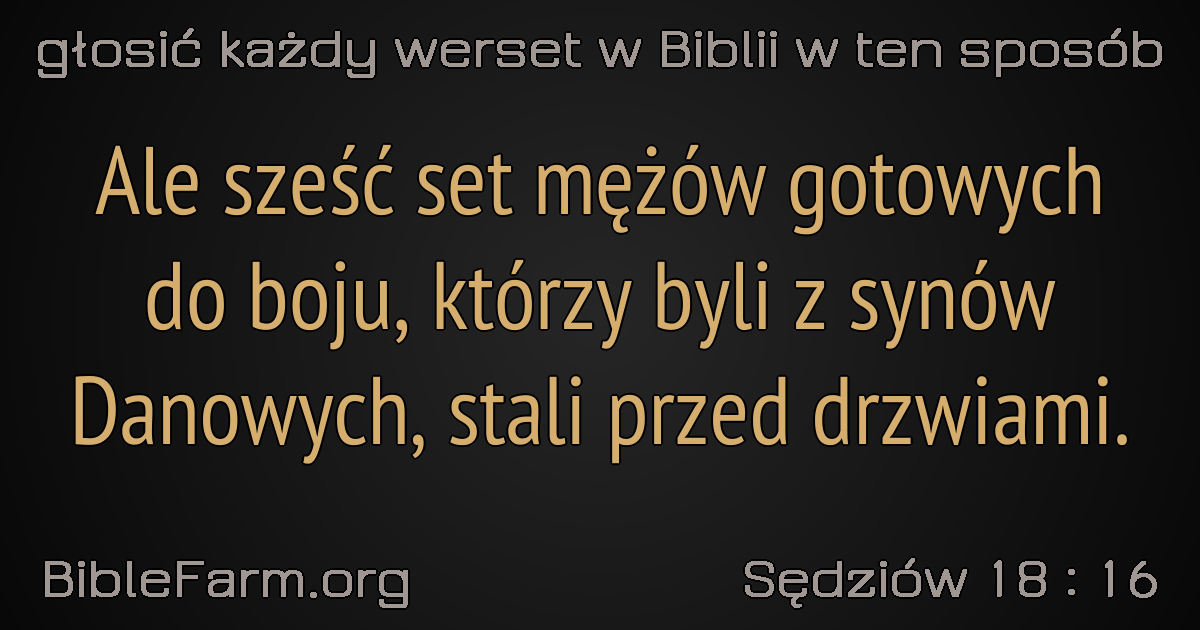 głosić każdy werset w Biblii w ten sposób
Ale sześć set mężów gotowych
do boju, którzy byli z synów
Danowych, stali przed drzwiami.
BibleFarm.org
Sędziów 18 : 16